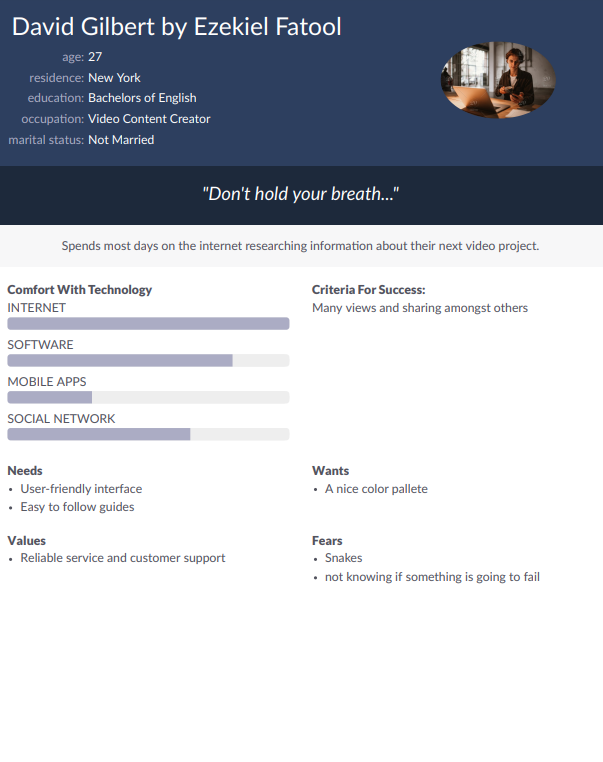 David Gilbert by Ezekiel Fatool
age: 27
residence: New York
education: Bachelors of English
occupation: Video Content Creator
marital status: Not Married
"Don't hold your breath..."
Spends most days on the internet researching information about their next video project.
Comfort With Technology
INTERNET
SOFTWARE
MOBILE APPS
SOCIAL NETWORK
Criteria For Success:
Many views and sharing amongst others
Needs
• User-friendly interface
• Easy to follow guides
Wants
• A nice color pallete
Values
• Reliable service and customer support
Fears
• Snakes
• not knowing if something is going to fail